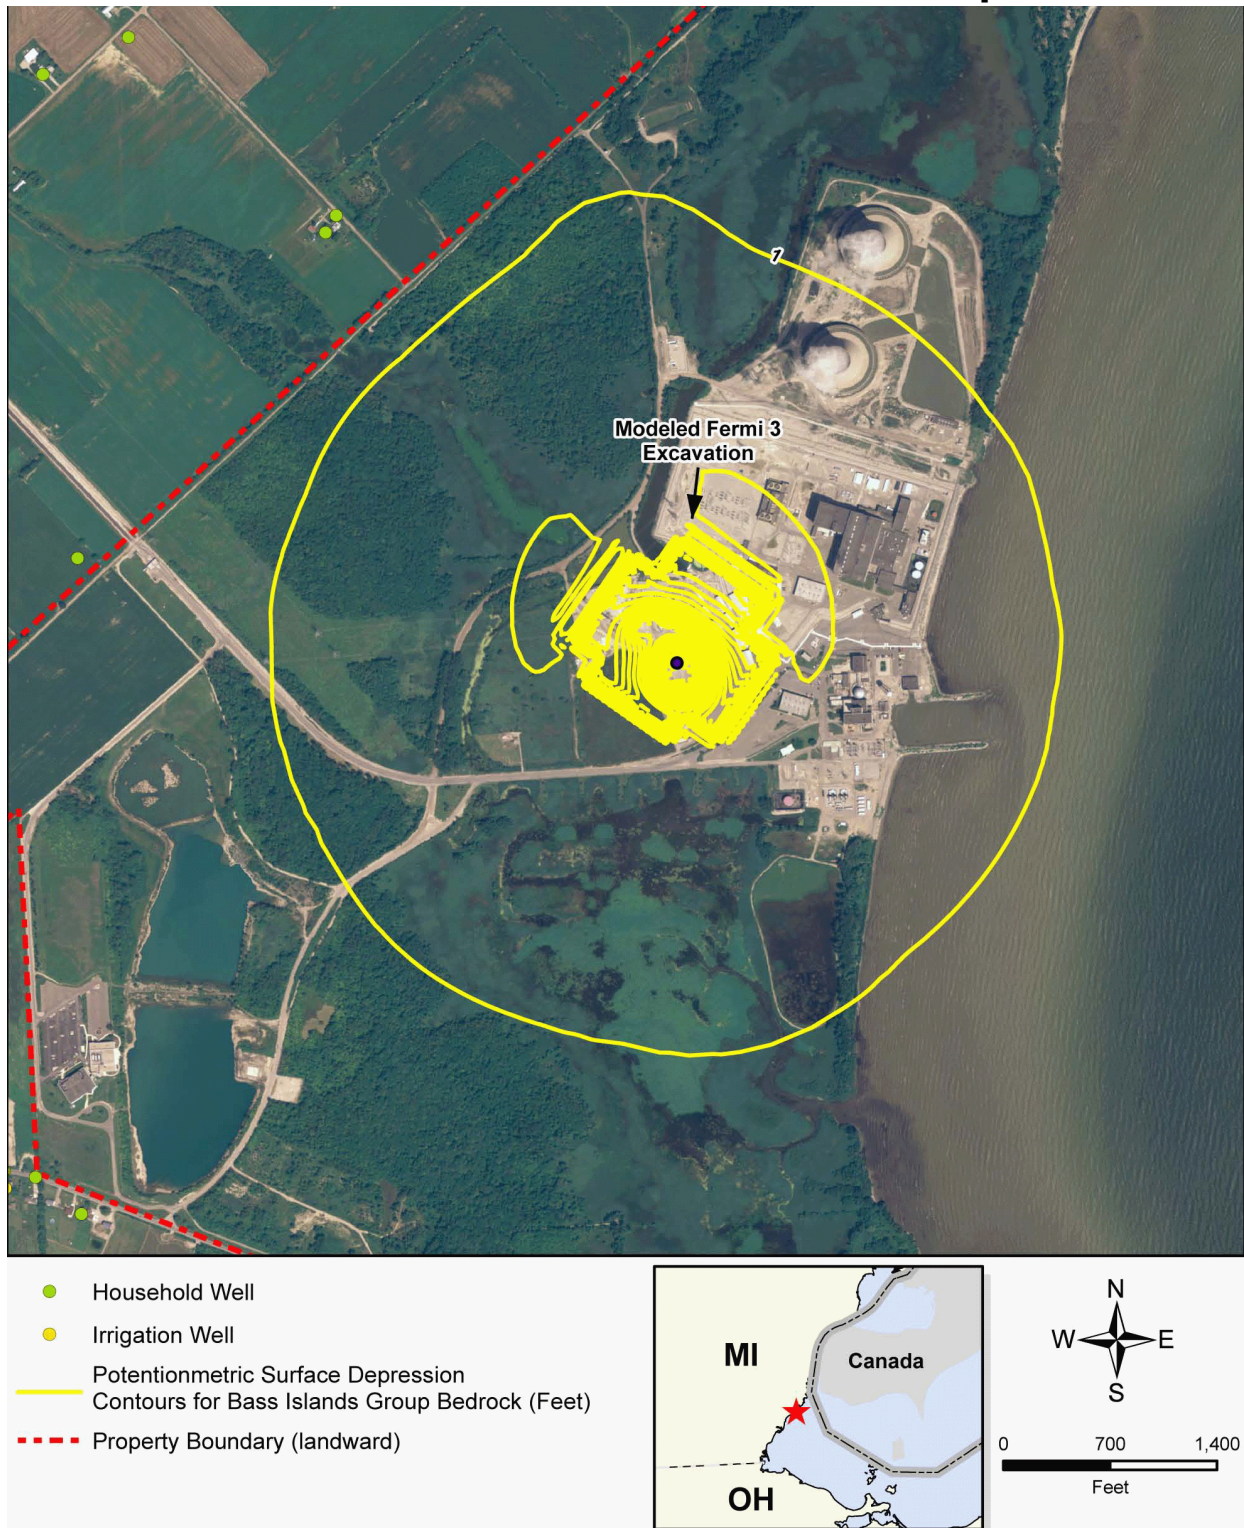 1
Modeled Fermi 3
Excavation
Household Well
Irrigation Well
Potentionmetric Surface Depression
Contours for Bass Islands Group Bedrock (Feet)
Property Boundary (landward)
MI
Canada
OH
N
W E
S
0 700 1,400
Feet